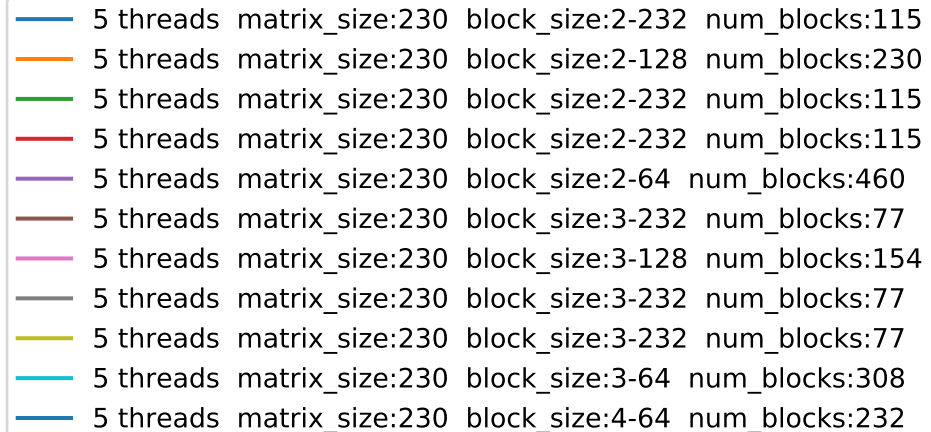 5 threads matrix_size:230 block_size:2-232 num_blocks:115
5 threads matrix_size:230 block_size:2-128 num_blocks:230
5 threads matrix_size:230 block_size:2-232 num_blocks:115
5 threads matrix_size:230 block_size:2-232 num_blocks:115
5 threads matrix_size:230 block_size:2-64 num_blocks:460
5 threads matrix_size:230 block_size:3-232 num_blocks:77
5 threads matrix_size:230 block_size:3-128 num_blocks:154
5 threads matrix_size:230 block_size:3-232 num_blocks:77
5 threads matrix_size:230 block_size:3-232 num_blocks:77
5 threads matrix_size:230 block_size:3-64 num_blocks:308
5 threads matrix_size:230 block_size:4-64 num_blocks:232